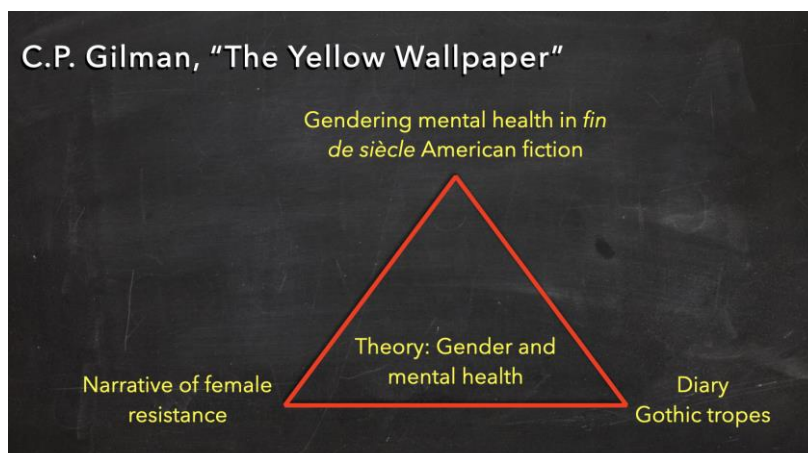 C.P. Gilman, "The Yellow Wallpaper"
Gendering mental health in fin
de siècle American fiction
Theory: Gender and
mental health
Narrative of female
resistance
Diary
Gothic tropes